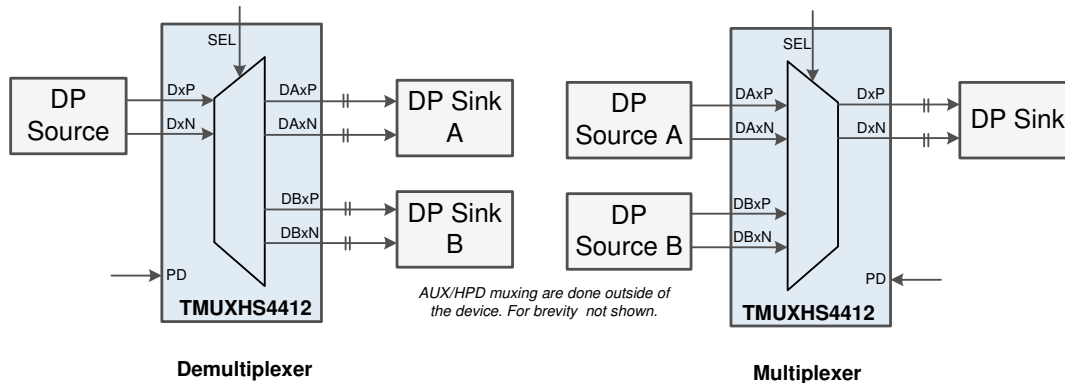 SEL
DP
Source
DxP
DxN
DAxP
DAxN
DP Sink
A
DBxP
DBxN
DP Sink
B
PD
TMUXHS4412
Demultiplexer
SEL
DP
Source A
DAxP
DAxN
DP
Source B
DBxP
DBxN
DxP
DxN
DP Sink
PD
TMUXHS4412
AUX/HPD muxing are done outside of
the device. For brevity not shown.
Multiplexer